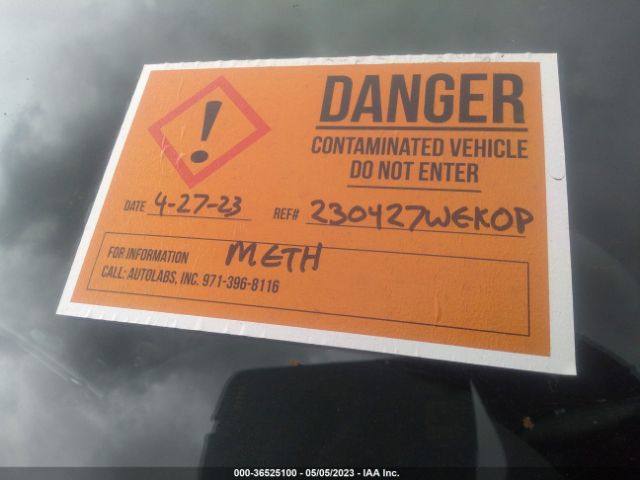 DANGER
CONTAMINATED VEHICLE
DO NOT ENTER
DATE 4-27-23 REF# 230427WEKOP
FOR INFORMATION METH
CALL: AUTOLABS, INC. 971-396-8116
000-36525100 - 05/05/2023 - IAA Inc.